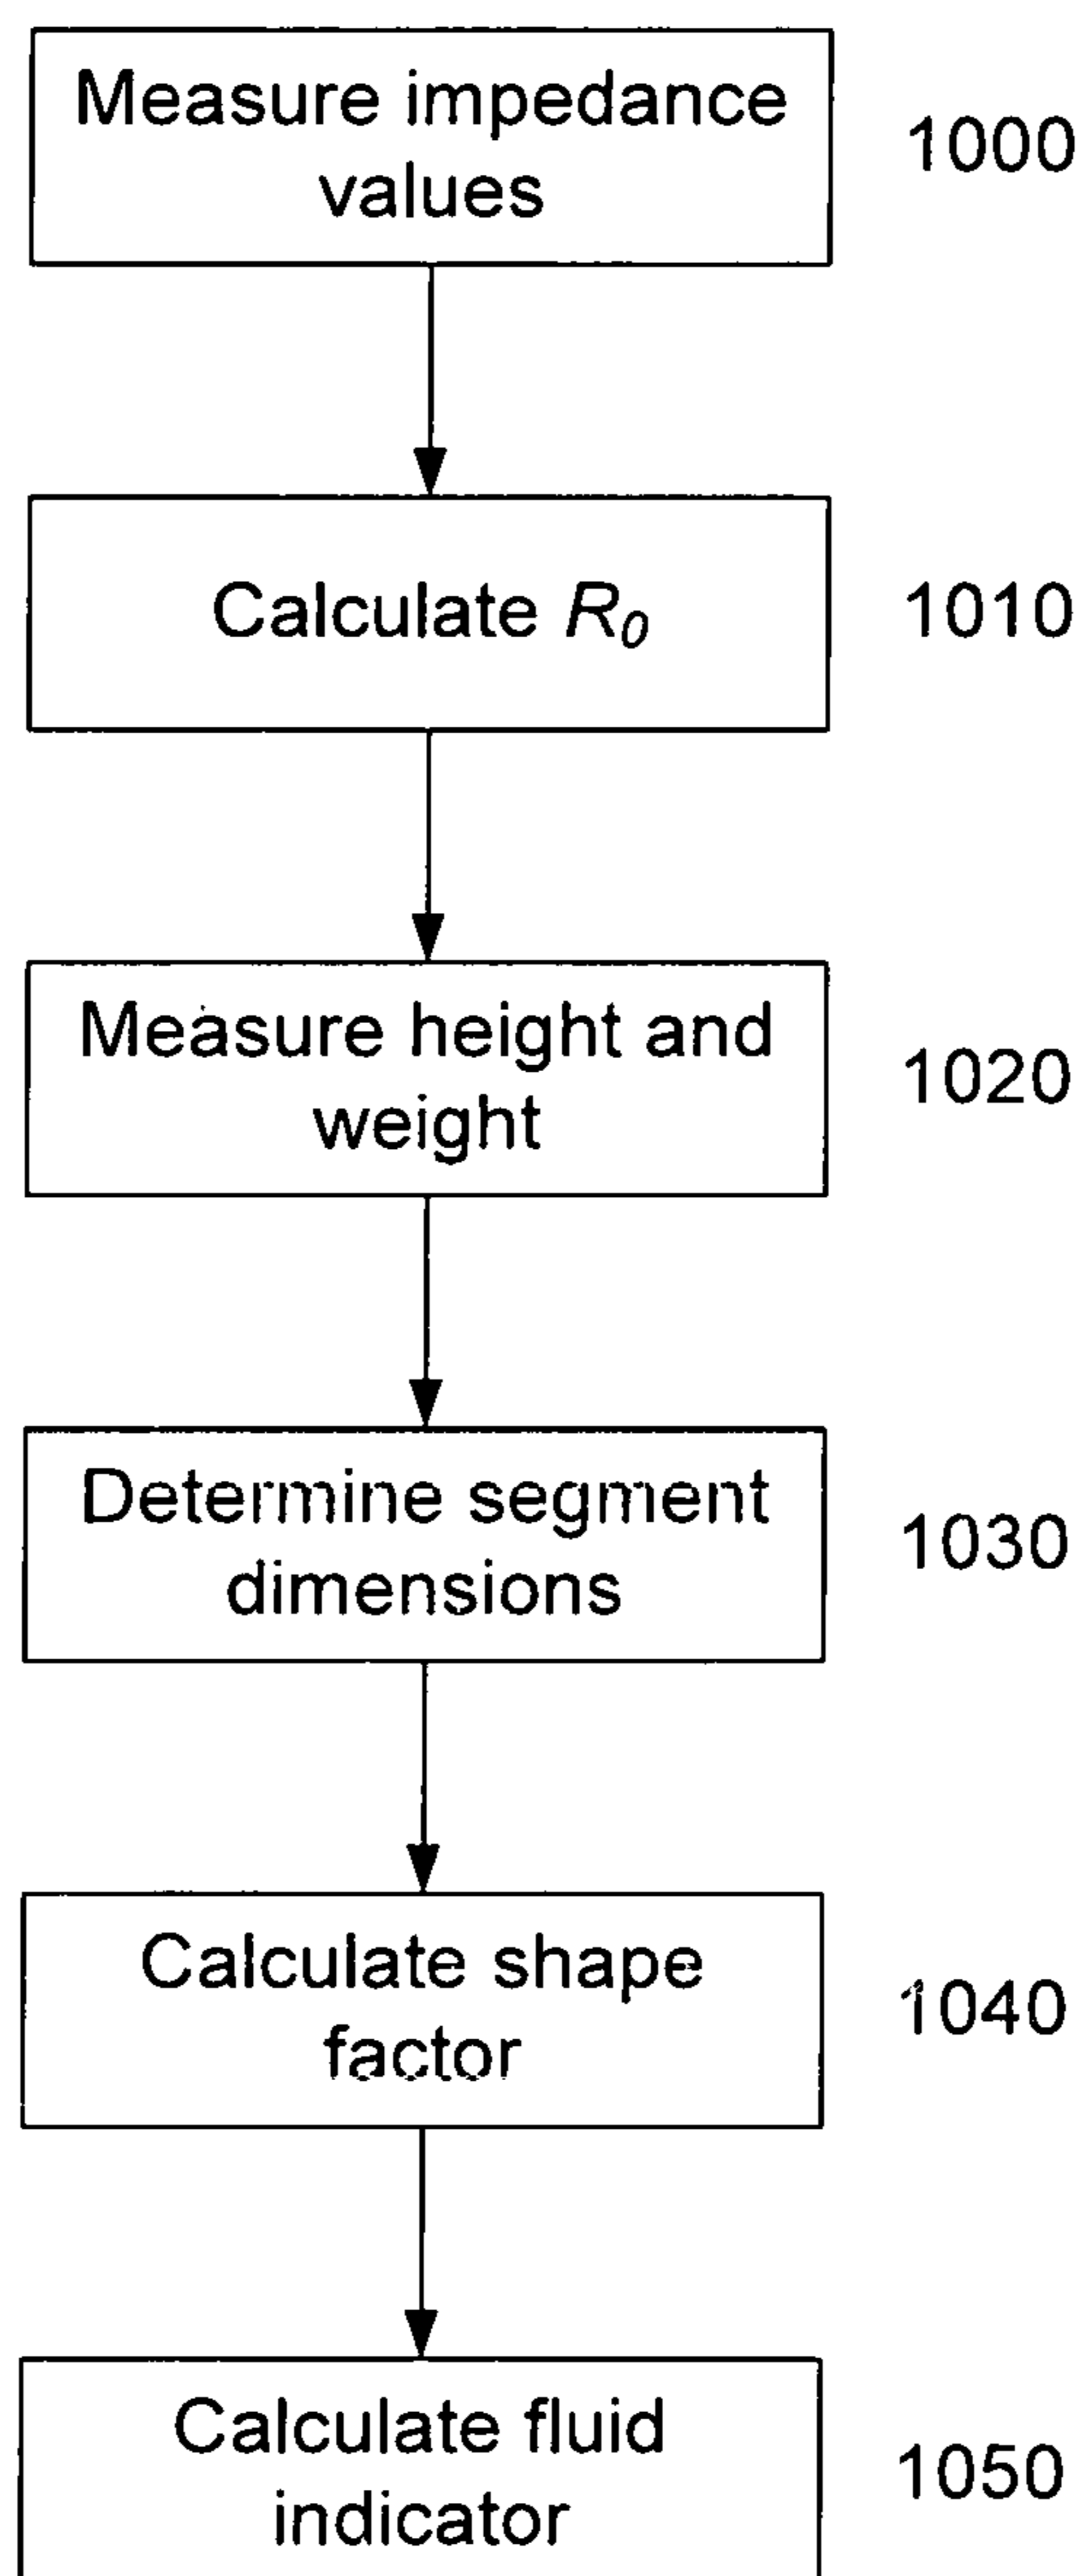 Measure impedance
values
1000
Calculate R₀
1010
Measure height and
weight
1020
Determine segment
dimensions
1030
Calculate shape
factor
1040
Calculate fluid
indicator
1050